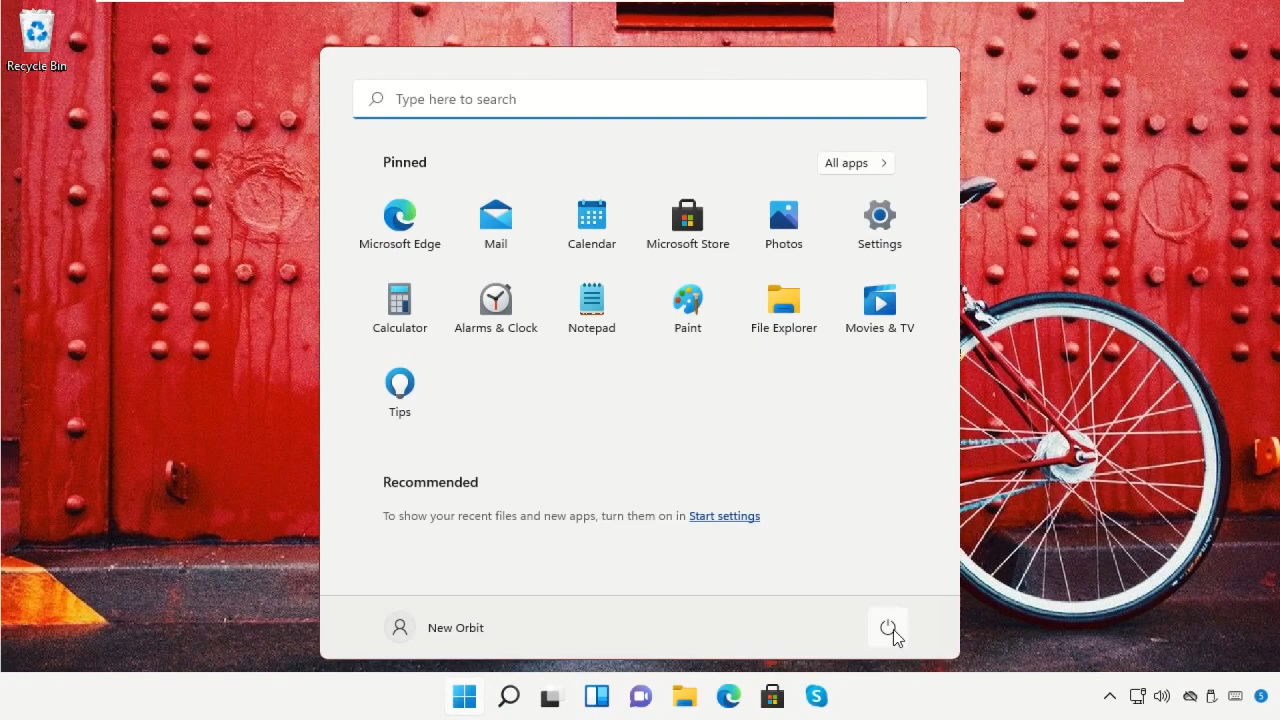 Recycle Bin
Type here to search
Pinned
All apps
Microsoft Edge
Mail
Calendar
Microsoft Store
Photos
Settings
Calculator
Alarms & Clock
Notepad
Paint
File Explorer
Movies & TV
Tips
Recommended
To show your recent files and new apps, turn them on in Start settings
New Orbit
S
5